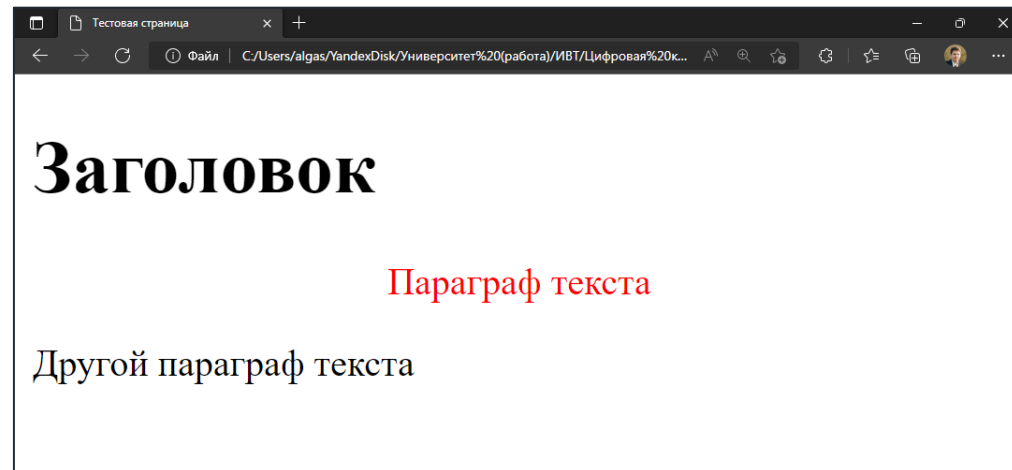 Тестовая страница
Файл C:/Users/algas/YandexDisk/Университет%20(работа)/ИВТ/Цифровая%20к...
Заголовок
Параграф текста
Другой параграф текста